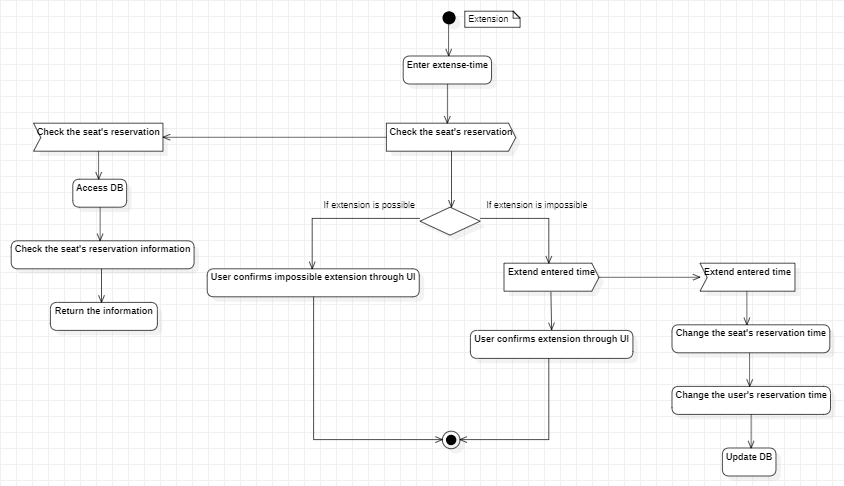 Extension
Enter extense-time
Check the seat's reservation
Check the seat's reservation
Access DB
If extension is possible
If extension is impossible
Check the seat's reservation information
User confirms impossible extension through UI
Extend entered time
Extend entered time
Return the information
User confirms extension through UI
Change the seat's reservation time
Change the user's reservation time
Update DB